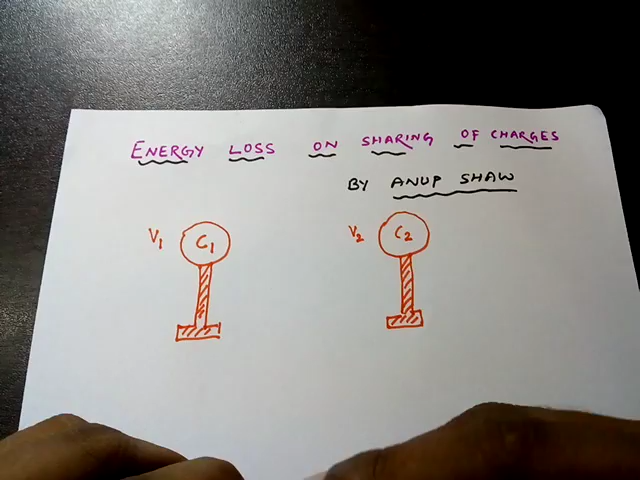 ENERGY LOSS ON SHARING OF CHARGES
BY ANUP SHAW
V1 C1 V2 C2